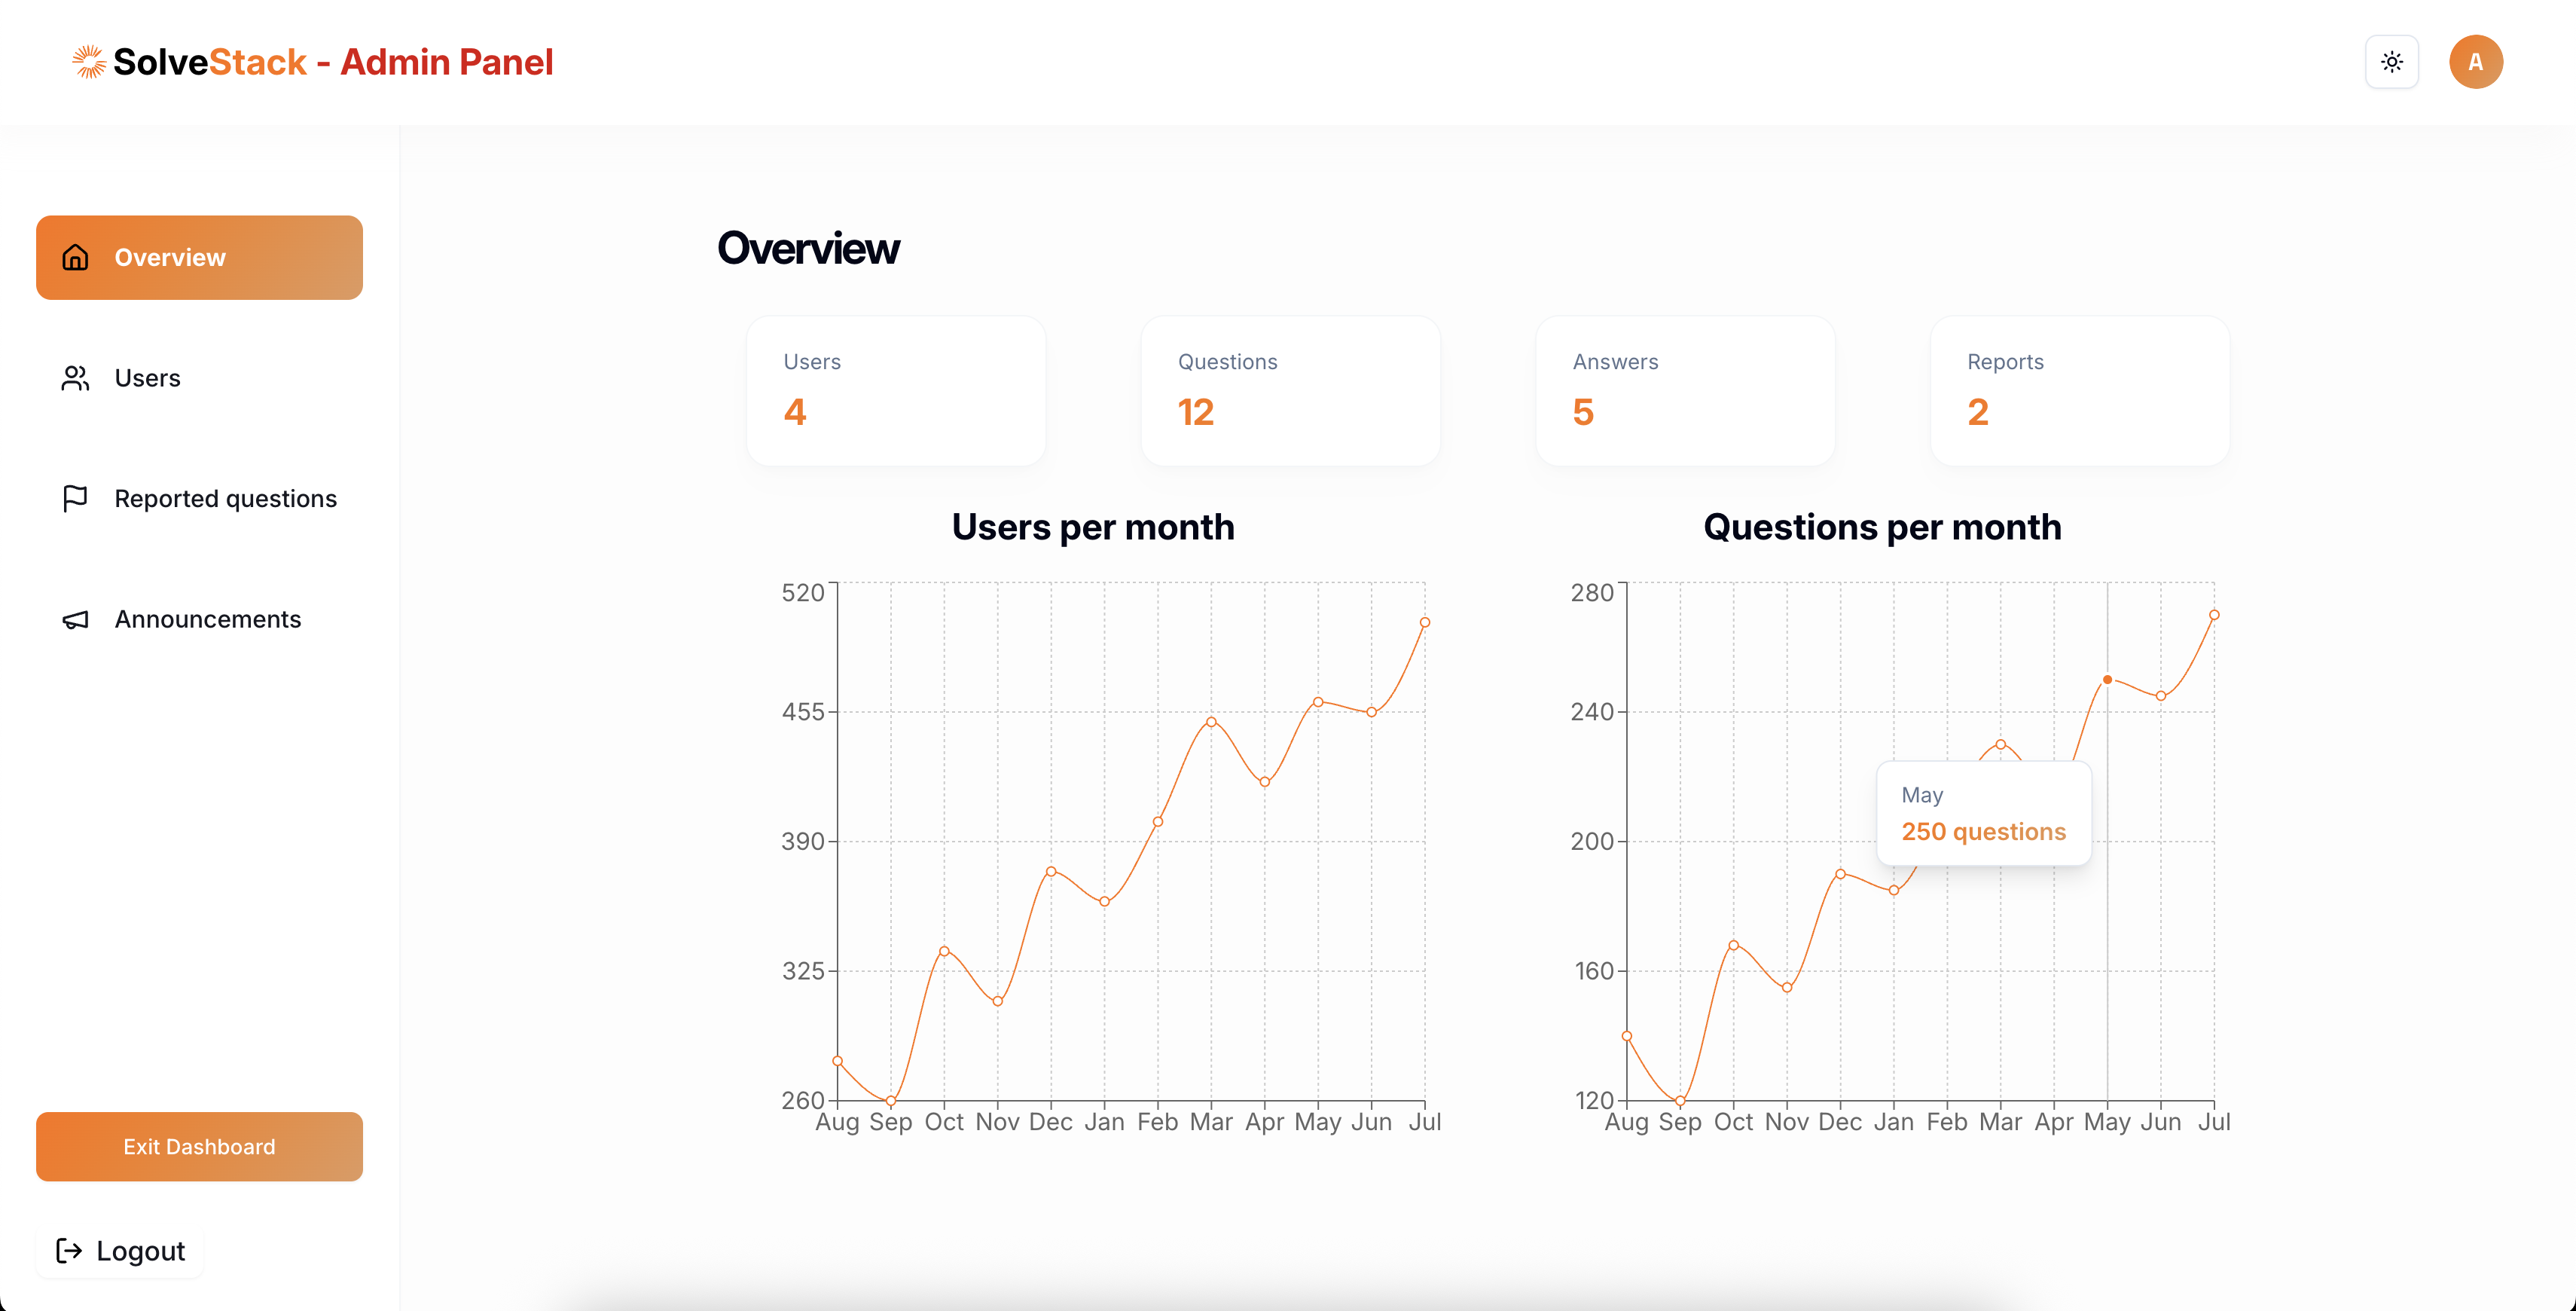 SolveStack - Admin Panel
A
Overview
Users
Reported questions
Announcements
Exit Dashboard
Logout
Overview
Users
4
Questions
12
Answers
5
Reports
2
Users per month
520
455
390
325
260
Aug Sep Oct Nov Dec Jan Feb Mar Apr May Jun Jul
Questions per month
280
240
200
160
120
Aug Sep Oct Nov Dec Jan Feb Mar Apr May Jun Jul
May
250 questions